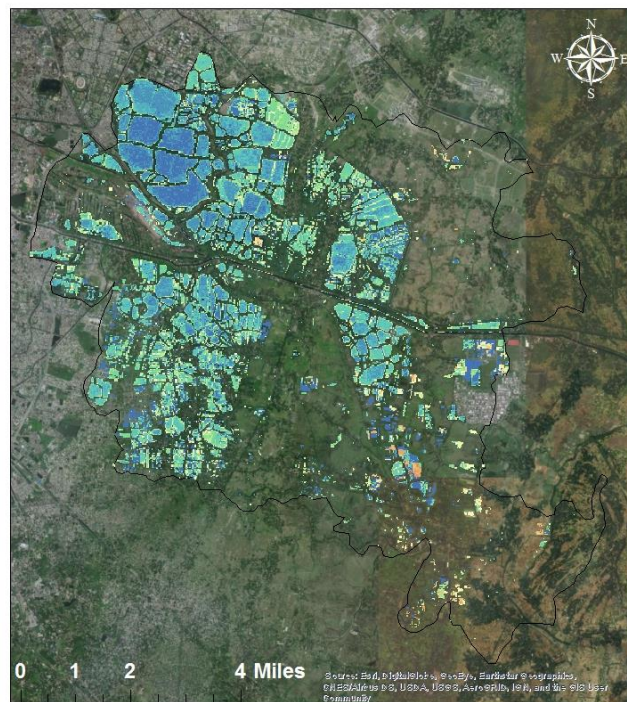 N
W E
S
0 1 2 4 Miles
Source: Esri, DigitalGlobe, GeoEye, Earthstar Geographics,
CNES/Airbus DS, USDA, USGS, AeroGRID, IGN, and the GIS User
Community